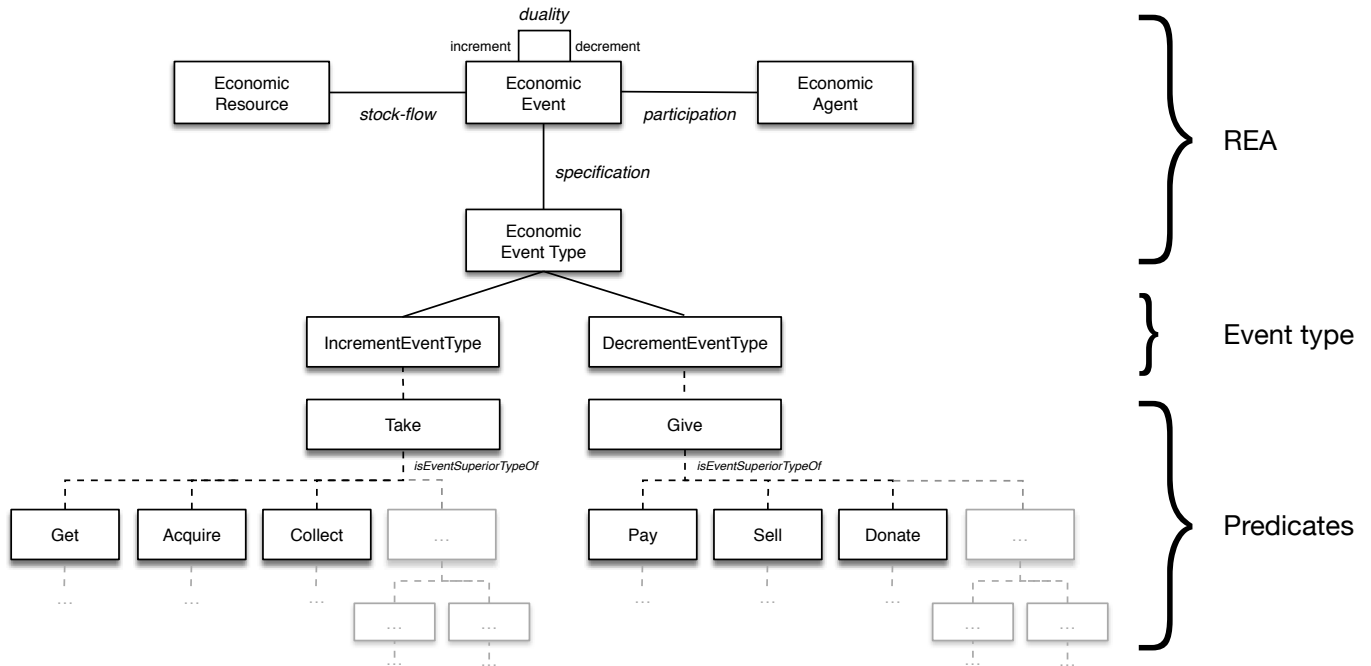 duality
increment
decrement
Economic
Resource
Economic
Event
Economic
Agent
stock-flow
participation
REA
specification
Economic
Event Type
IncrementEventType
DecrementEventType
Event type
Take
Give
isEventSuperiorTypeOf
isEventSuperiorTypeOf
Get
Acquire
Collect
...
Pay
Sell
Donate
...
Predicates
...
...
...
...
...
...
...
...
...
...
...
...
...
...